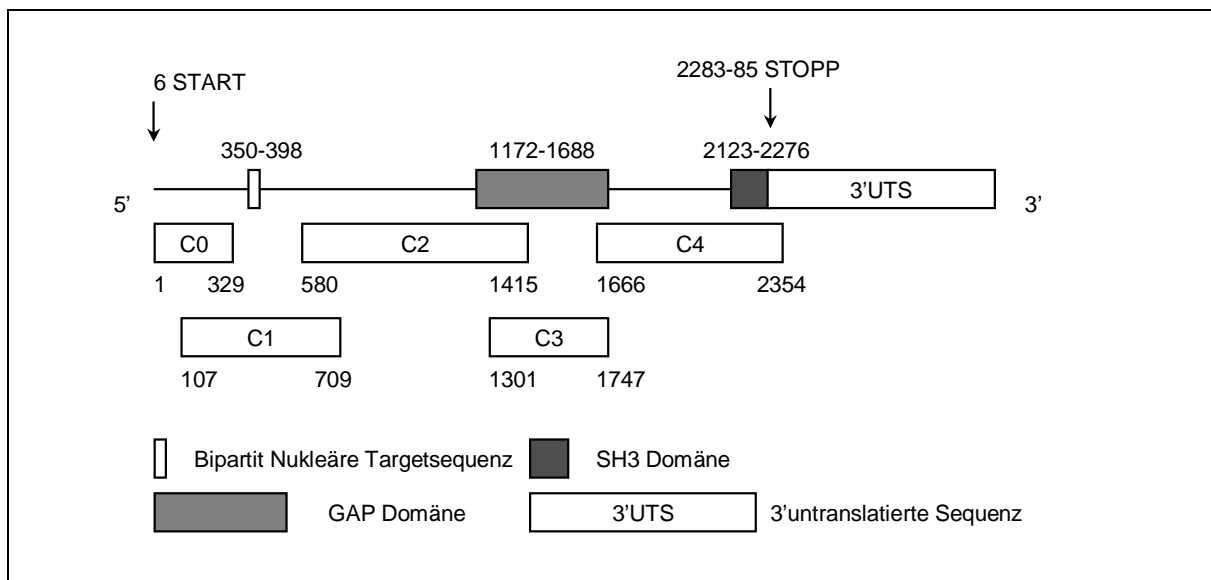 6 START
2283-85 STOPP
350-398
1172-1688
2123-2276
5’
3’UTS
3’
C0
C2
C4
1
329
580
1415
1666
2354
C1
C3
107
709
1301
1747
Bipartit Nukleäre Targetsequenz
SH3 Domäne
GAP Domäne
3’UTS
3’untranslatierte Sequenz